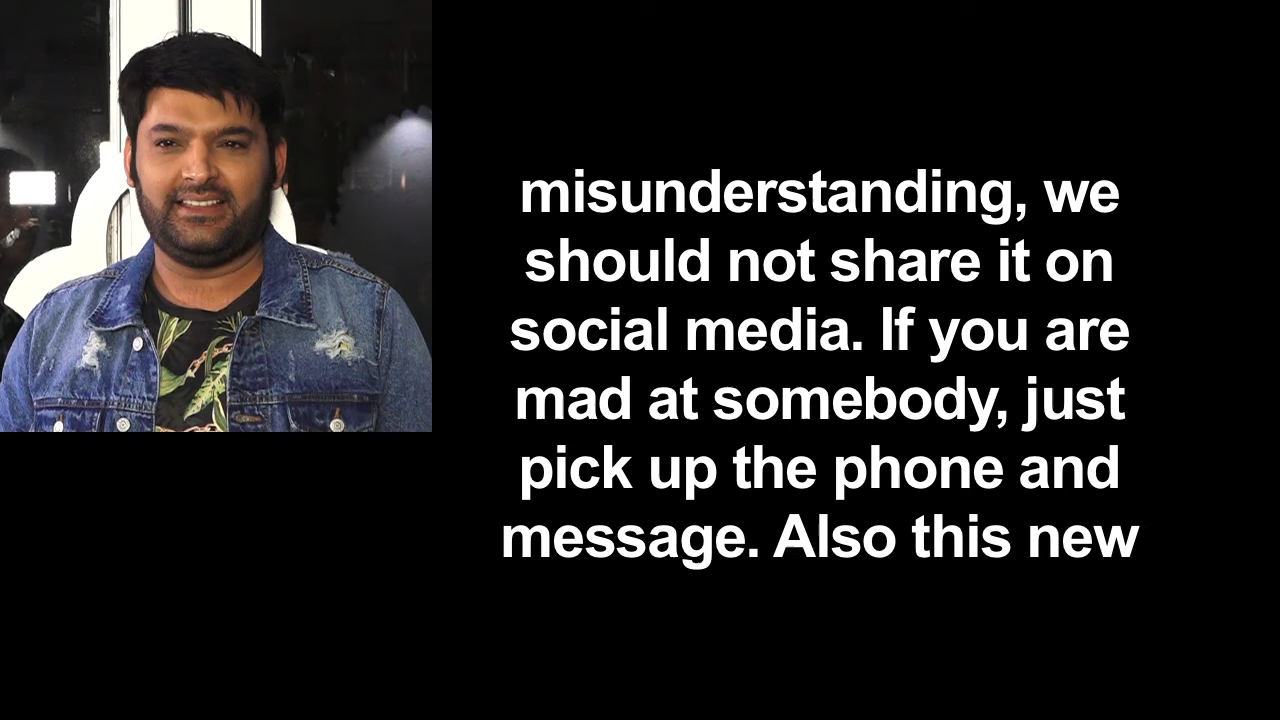 misunderstanding, we
should not share it on
social media. If you are
mad at somebody, just
pick up the phone and
message. Also this new